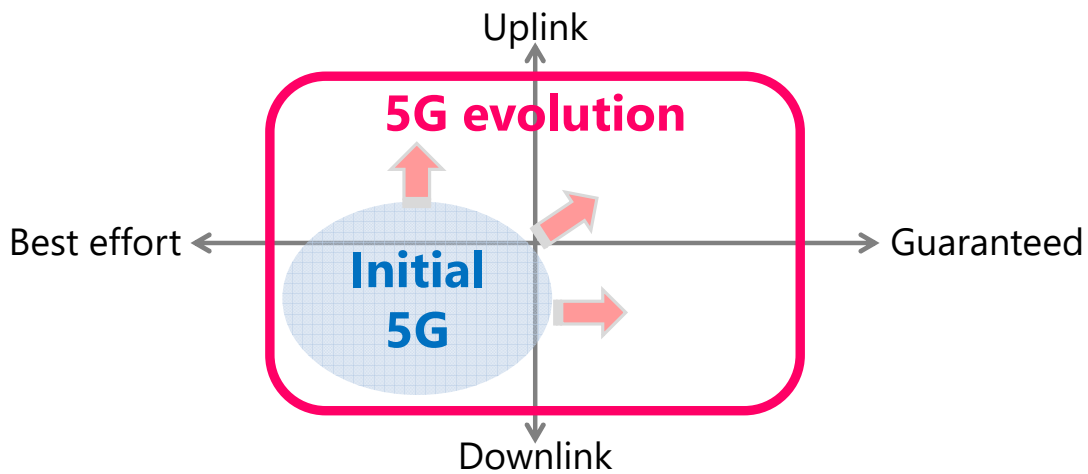 Uplink
5G evolution
Best effort
Guaranteed
Initial
5G
Downlink